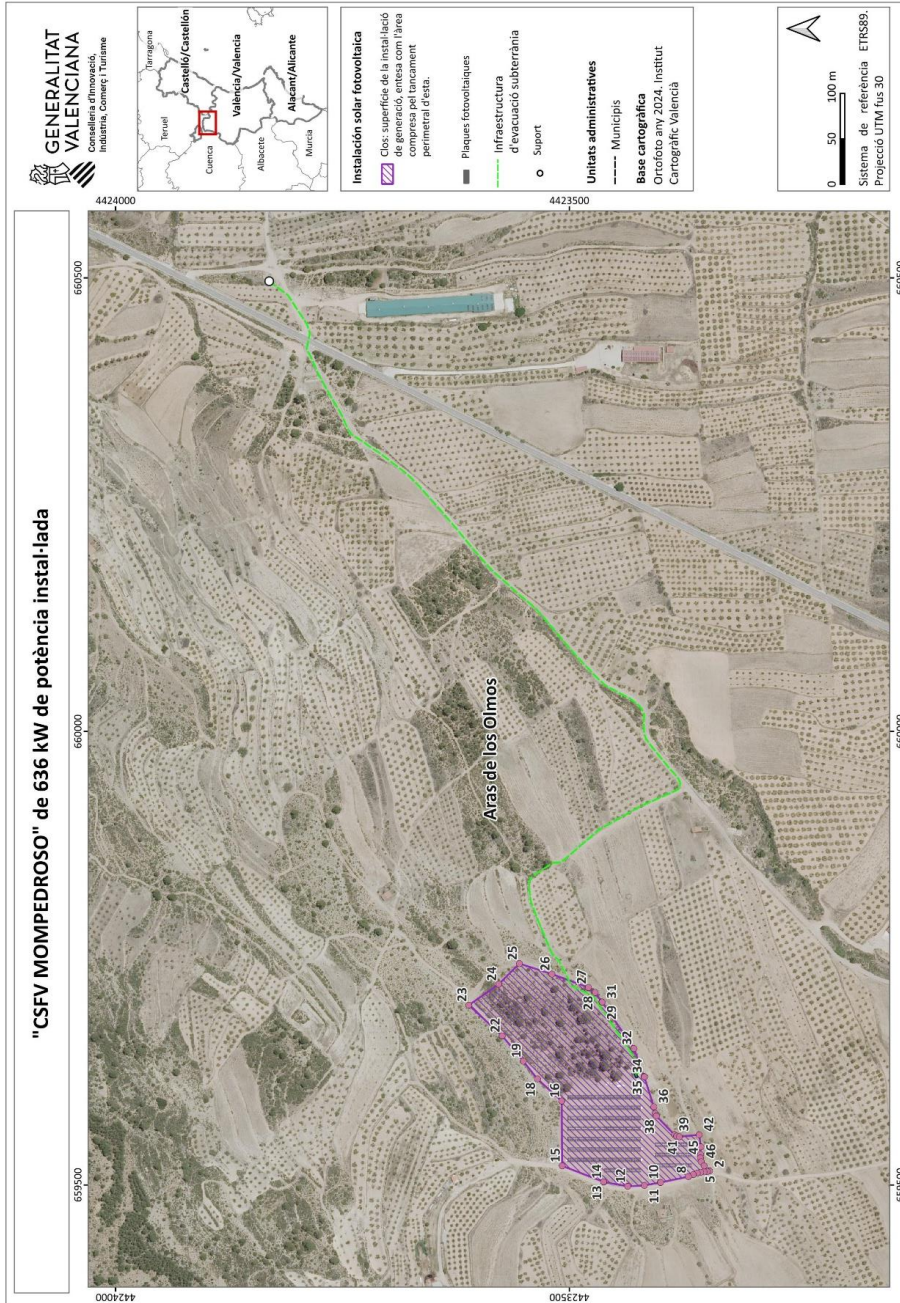 "CSFV MOMPEDROSO" de 636 kW de potència instal·lada
GENERALITAT
VALENCIANA
Conselleria d'Innovació,
Indústria, Comerç i Turisme
Tarragona
Teruel
Castelló/Castellón
Cuenca
València/Valencia
Albacete
Alacant/Alicante
Murcia
Instalación solar fotovoltaica
Clos: superfície de la instal·lació
de generació, entesa com l'àrea
compresa pel tancament
perimetral d'esta.
Plaques fotovoltaiques
Infraestructura
d'evacuació subterrània
Suport
Unitats administratives
Municipis
Base cartogràfica
Ortofoto any 2024. Institut
Cartogràfic Valencià
0 50 100 m
Sistema de referència ETRS89.
Projecció UTM fus 30
4424000
4423500
4424000
4423500
659500
660000
660500
659500
660000
660500
Aras de los Olmos
23
24
25
22
19
26
18
27
16
28
31
29
15
32
34
35
14
13
36
12
38
11
10
39
41
42
8
45
46
5
2